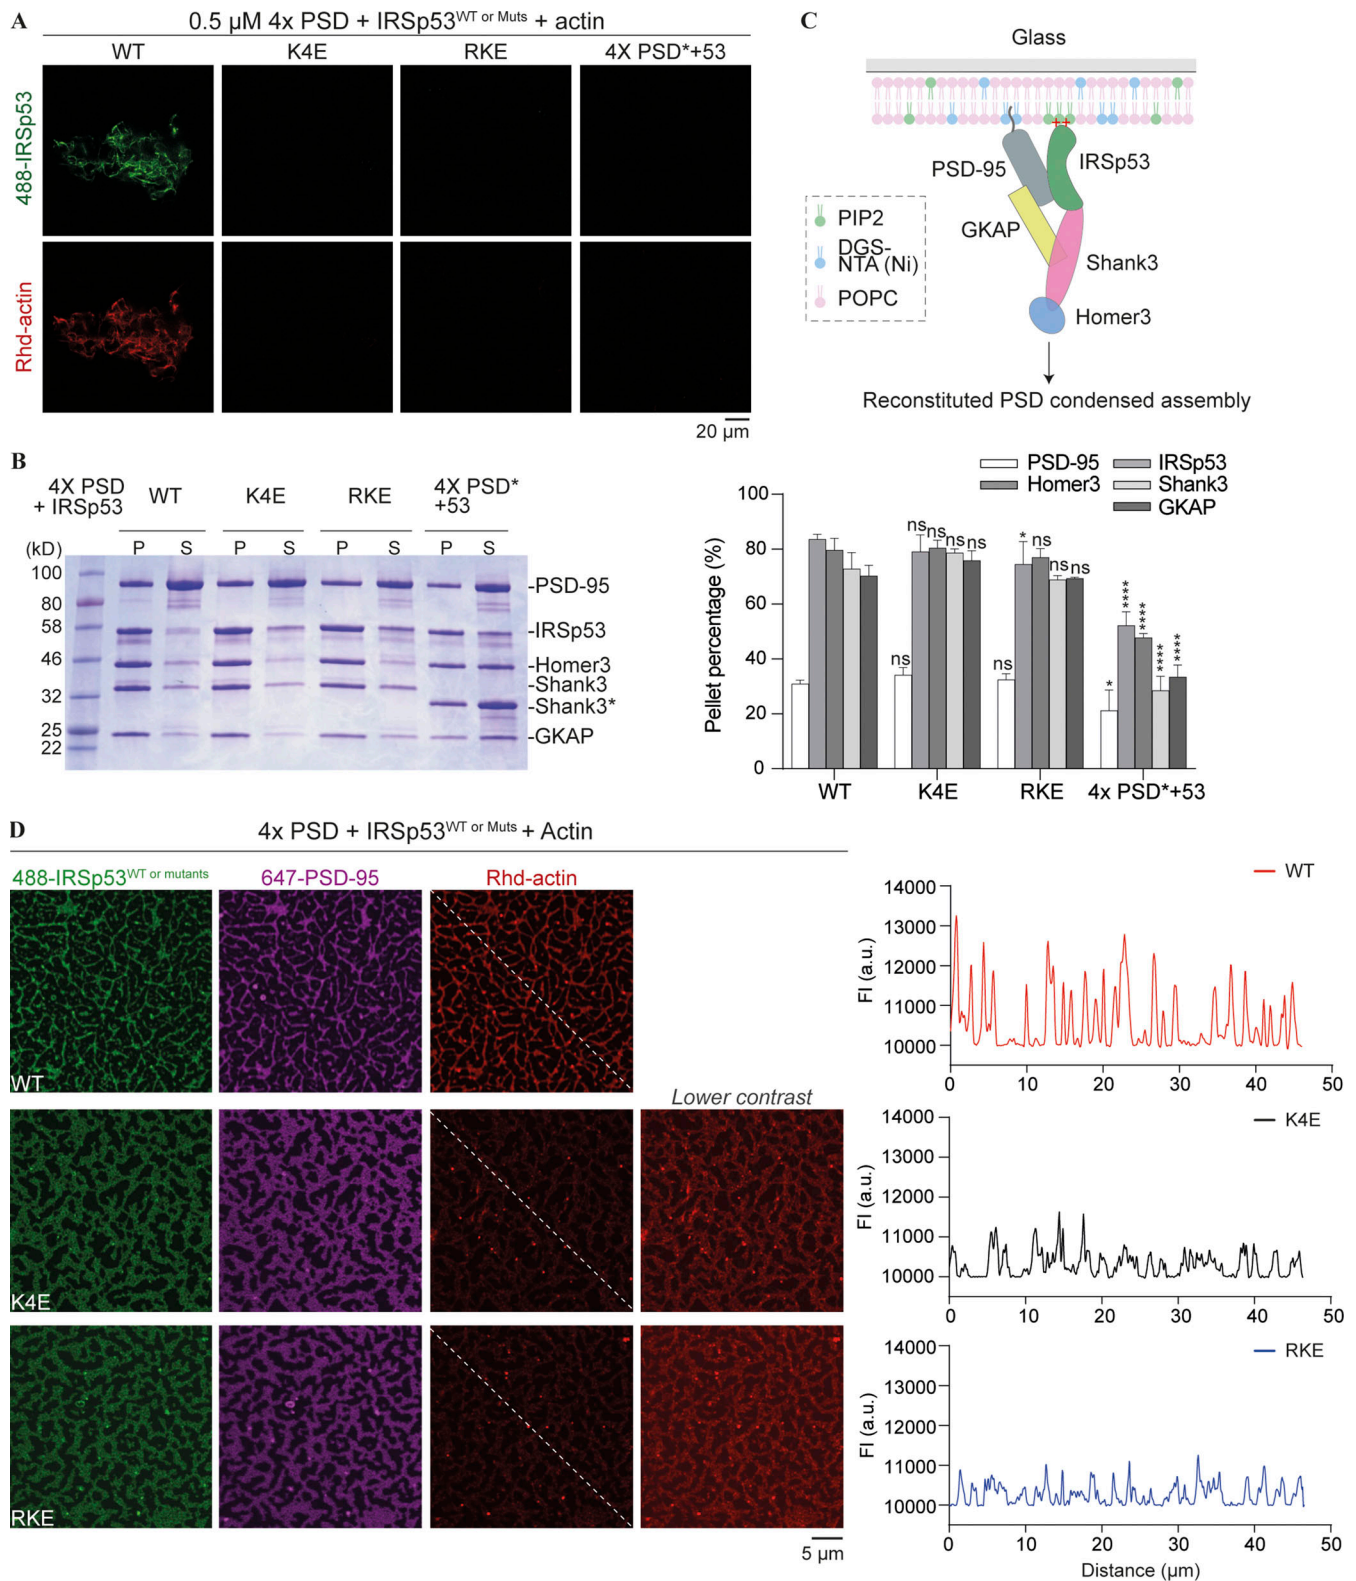 A
0.5 µM 4x PSD + IRSp53WT or Muts + actin
WT K4E RKE 4X PSD*+53
488-IRSp53
Rhd-actin
20 µm
C
Glass
PSD-95
IRSp53
GKAP
Shank3
Homer3
PIP2
DGS-
NTA (Ni)
POPC
Reconstituted PSD condensed assembly
B
4X PSD
+ IRSp53
WT K4E RKE 4X PSD*
+53
(kD) P S P S P S P S
100
80
58
46
32
25
22
-PSD-95
-IRSp53
-Homer3
-Shank3
-Shank3*
-GKAP
PSD-95 IRSp53
Homer3 Shank3
GKAP
Pellet percentage (%)
100
80
60
40
20
0
ns ns ns ns ns
ns * ns ns ns
* **** **** **** ****
WT K4E RKE 4x PSD*+53
D
4x PSD + IRSp53WT or Muts + Actin
488-IRSp53WT or mutants 647-PSD-95 Rhd-actin
WT
Lower contrast
K4E
RKE
5 µm
WT
FI (a.u.)
14000
13000
12000
11000
10000
0 10 20 30 40 50
K4E
FI (a.u.)
14000
13000
12000
11000
10000
0 10 20 30 40 50
RKE
FI (a.u.)
14000
13000
12000
11000
10000
0 10 20 30 40 50
Distance (µm)